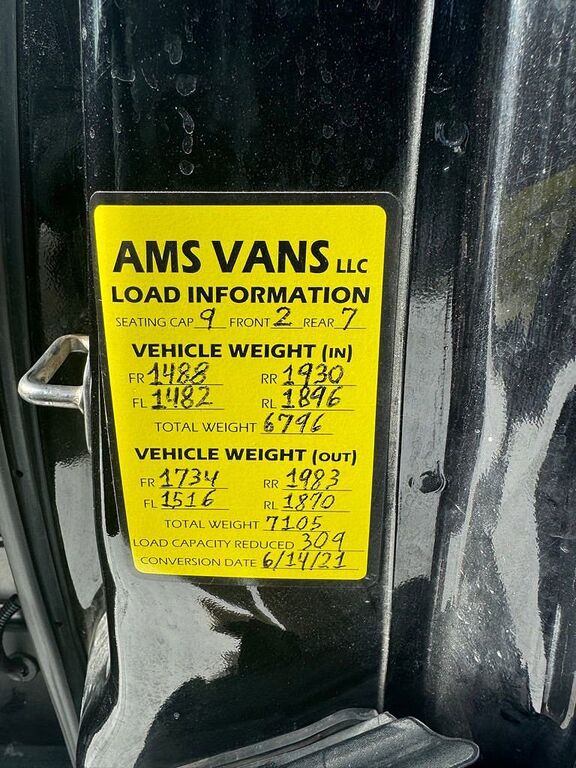 AMS VANS LLC
LOAD INFORMATION
SEATING CAP 9 FRONT 2 REAR 7
VEHICLE WEIGHT (IN)
FR 1488 RR 1930
FL 1482 RL 1896
TOTAL WEIGHT 6796
VEHICLE WEIGHT (OUT)
FR 1734 RR 1983
FL 1516 RL 1870
TOTAL WEIGHT 7105
LOAD CAPACITY REDUCED 309
CONVERSION DATE 6/14/21